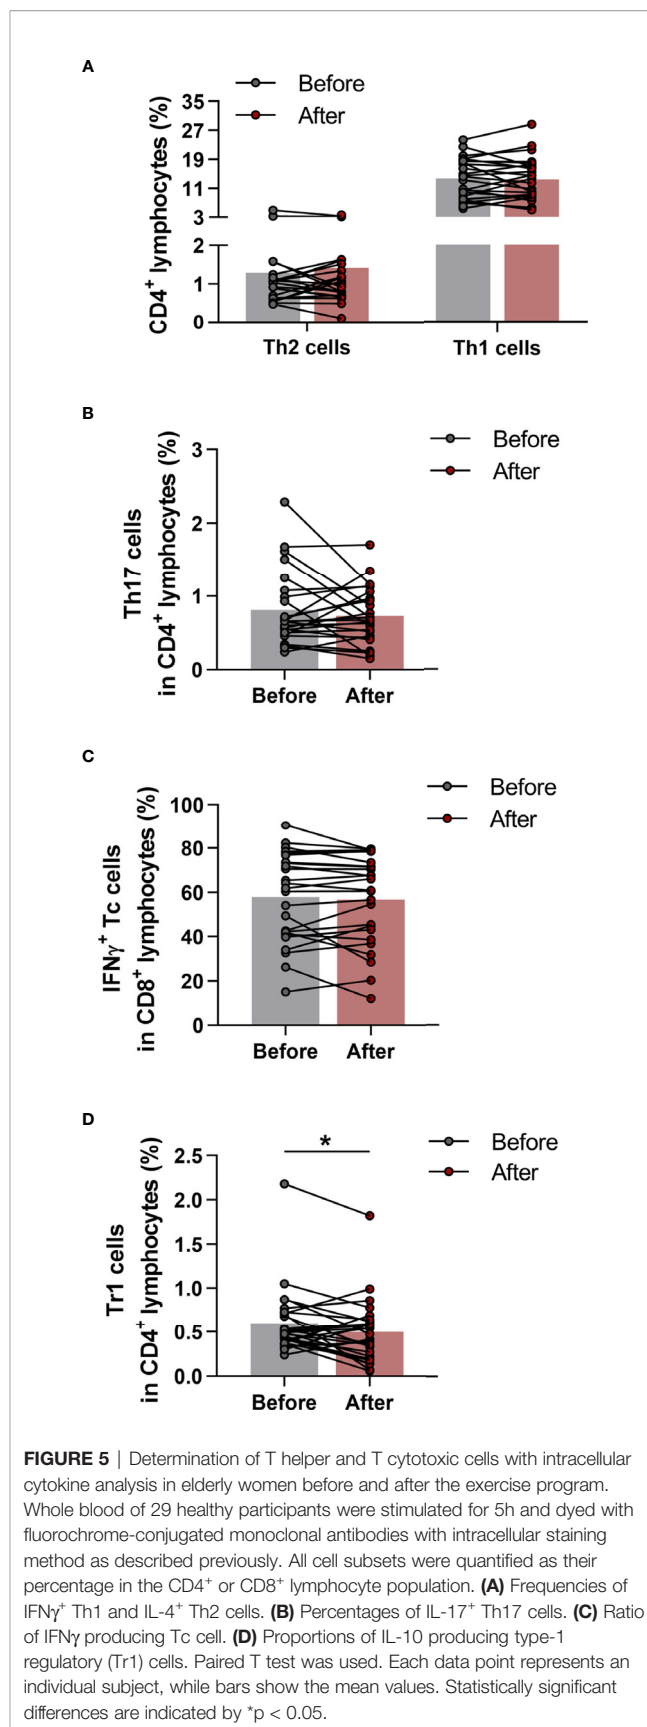 A
Before
After
CD4⁺ lymphocytes (%)
35
27
19
11
3
2
1
0
Th2 cells
Th1 cells
B
Before
After
Th17 cells
in CD4⁺ lymphocytes (%)
3
2
1
0
Before
After
C
Before
After
IFNγ⁺ Tc cells
in CD8⁺ lymphocytes (%)
100
80
60
40
20
0
Before
After
D
Before
After
*
Tr1 cells
in CD4⁺ lymphocytes (%)
2.5
2.0
1.5
1.0
0.5
0.0
Before
After
FIGURE 5 | Determination of T helper and T cytotoxic cells with intracellular
cytokine analysis in elderly women before and after the exercise program.
Whole blood of 29 healthy participants were stimulated for 5h and dyed with
fluorochrome-conjugated monoclonal antibodies with intracellular staining
method as described previously. All cell subsets were quantified as their
percentage in the CD4⁺ or CD8⁺ lymphocyte population. (A) Frequencies of
IFNγ⁺ Th1 and IL-4⁺ Th2 cells. (B) Percentages of IL-17⁺ Th17 cells. (C) Ratio
of IFNγ producing Tc cell. (D) Proportions of IL-10 producing type-1
regulatory (Tr1) cells. Paired T test was used. Each data point represents an
individual subject, while bars show the mean values. Statistically significant
differences are indicated by *p < 0.05.